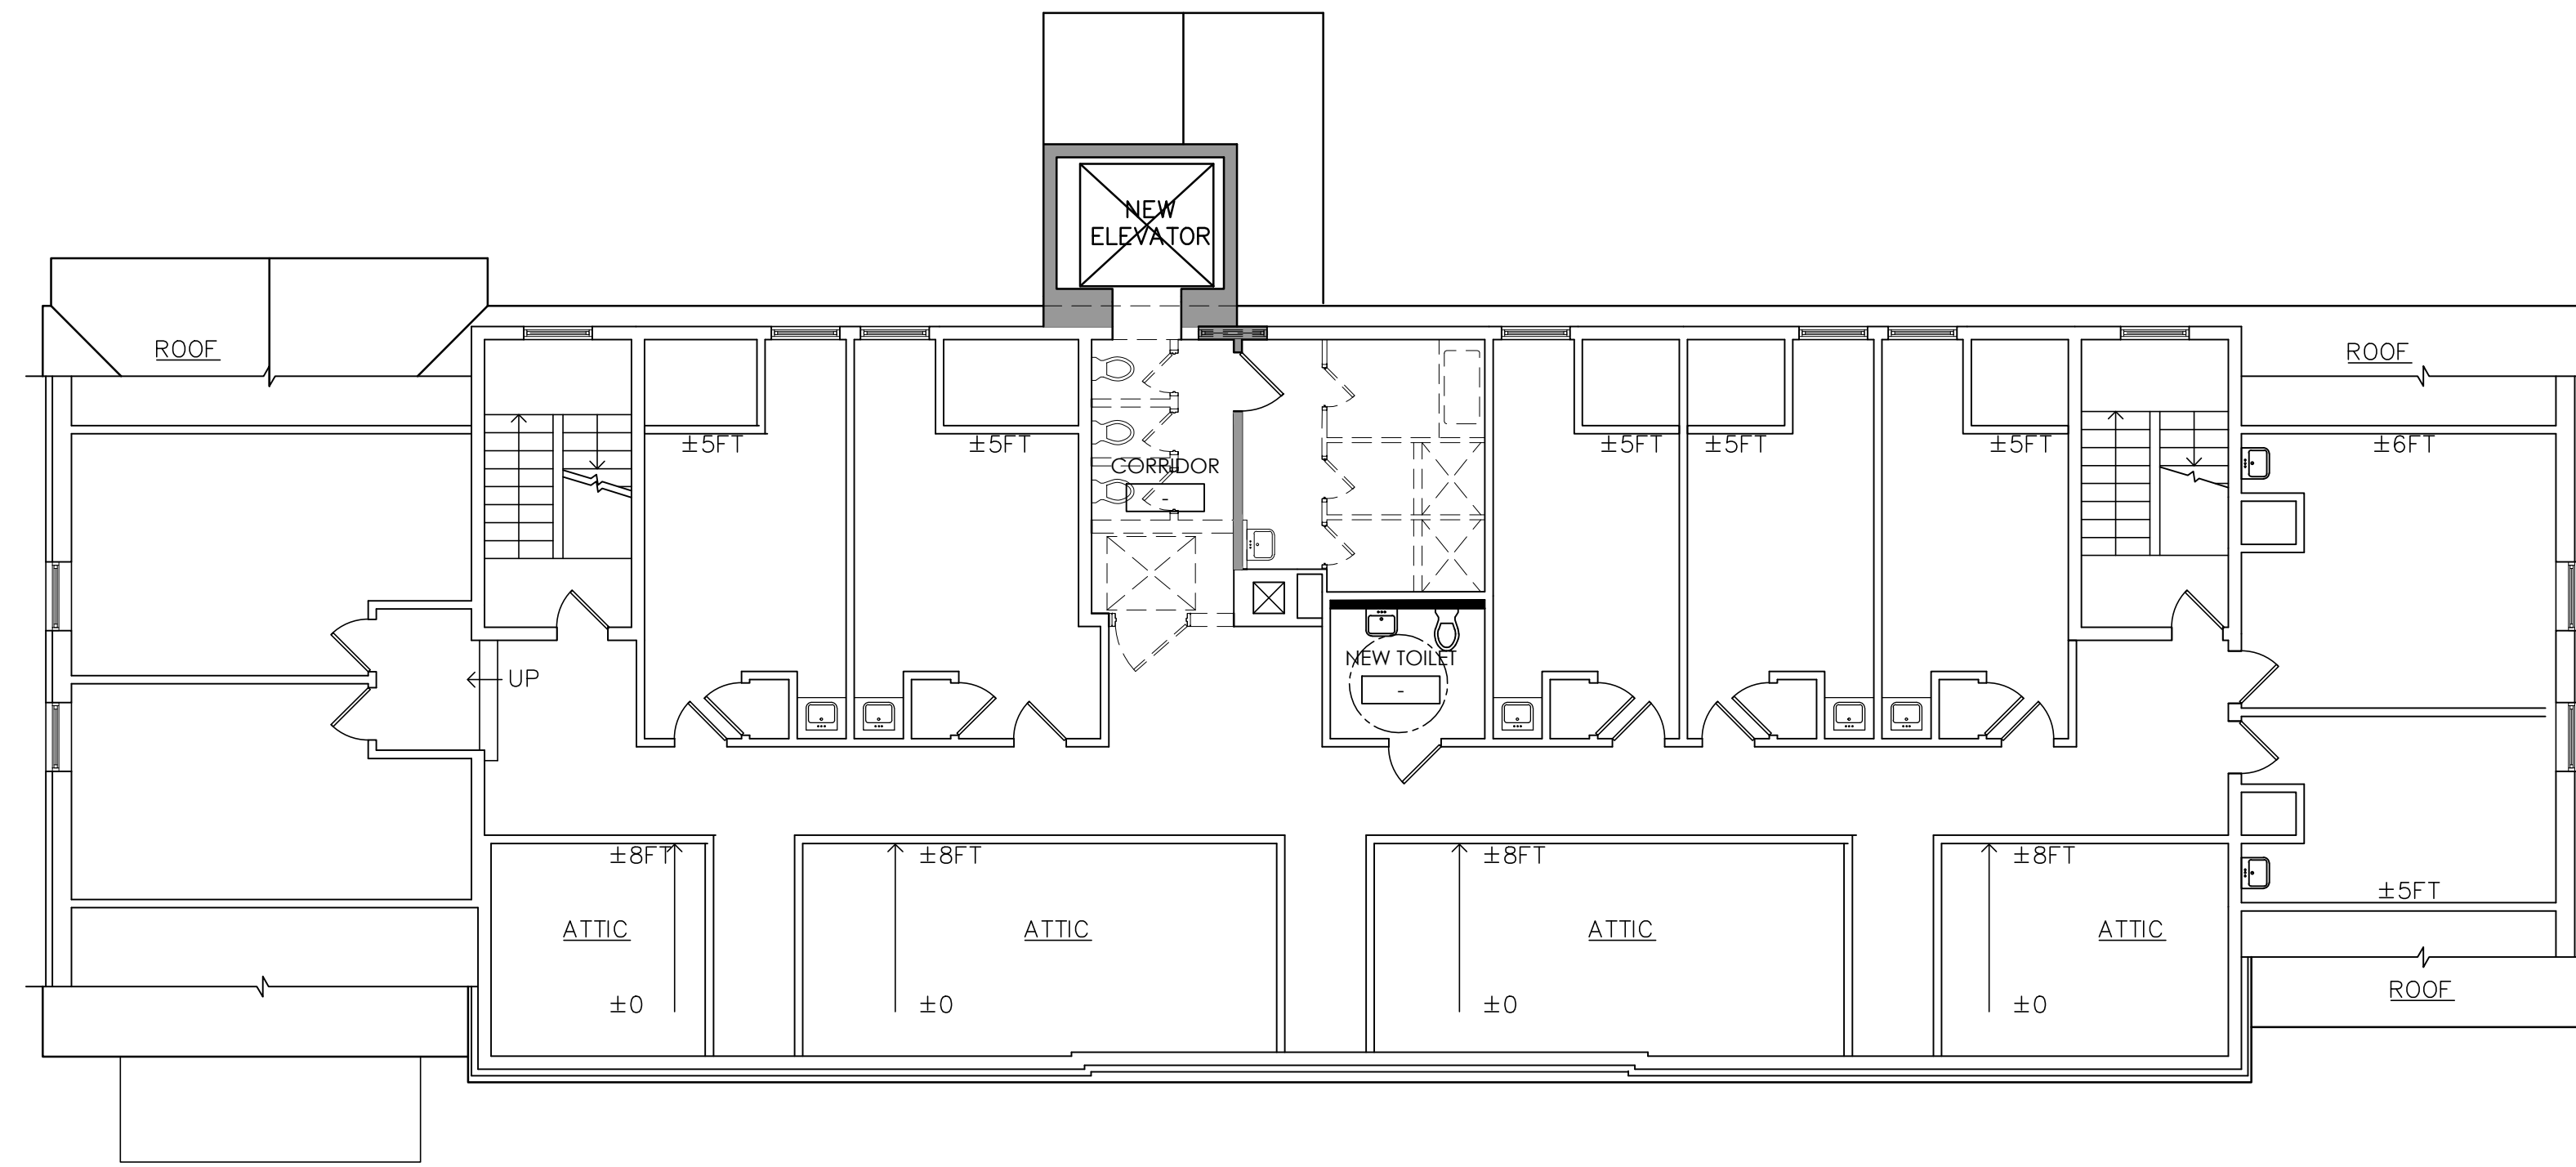 NEW
ELEVATOR
ROOF
ROOF
±5FT
±5FT
±5FT
±5FT
±5FT
±6FT
CORRIDOR
-
NEW TOILET
-
UP
±8FT
±8FT
±8FT
±8FT
±5FT
ATTIC
ATTIC
ATTIC
ATTIC
ROOF
±0
±0
±0
±0